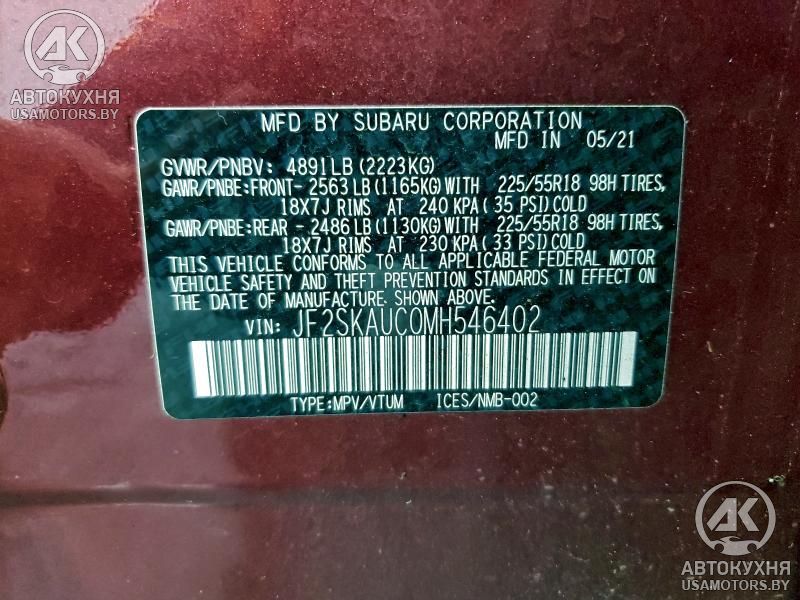 AK
АВТОКУХНЯ
USAMOTORS.BY
MFD BY SUBARU CORPORATION
MFD IN 05/21
GVWR/PNBV: 4891LB (2223KG)
GAWR/PNBE:FRONT- 2563 LB (1165KG) WITH 225/55R18 98H TIRES,
18X7J RIMS AT 240 KPA (35 PSI) COLD
GAWR/PNBE:REAR - 2486 LB (1130KG) WITH 225/55R18 98H TIRES,
18X7J RIMS AT 230 KPA (33 PSI) COLD
THIS VEHICLE CONFORMS TO ALL APPLICABLE FEDERAL MOTOR
VEHICLE SAFETY AND THEFT PREVENTION STANDARDS IN EFFECT ON
THE DATE OF MANUFACTURE SHOWN ABOVE.
VIN: JF2SKAUC0MH546402
TYPE:MPV/VTUM ICES/NMB-002
AK
АВТОКУХНЯ
USAMOTORS.BY